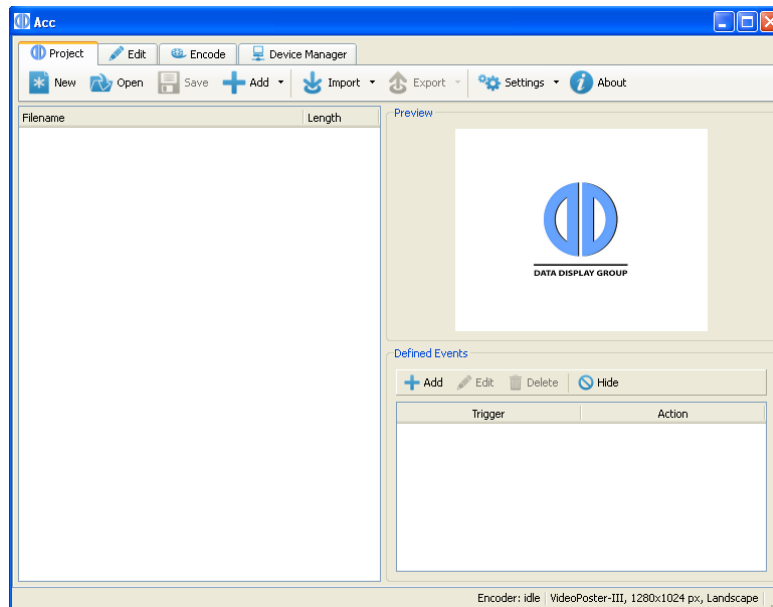 Acc
Project Edit Encode Device Manager
New Open Save Add Import Export Settings About
Filename Length
Preview
DATA DISPLAY GROUP
Defined Events
Add Edit Delete Hide
Trigger Action
Encoder: idle VideoPoster-III, 1280x1024 px, Landscape